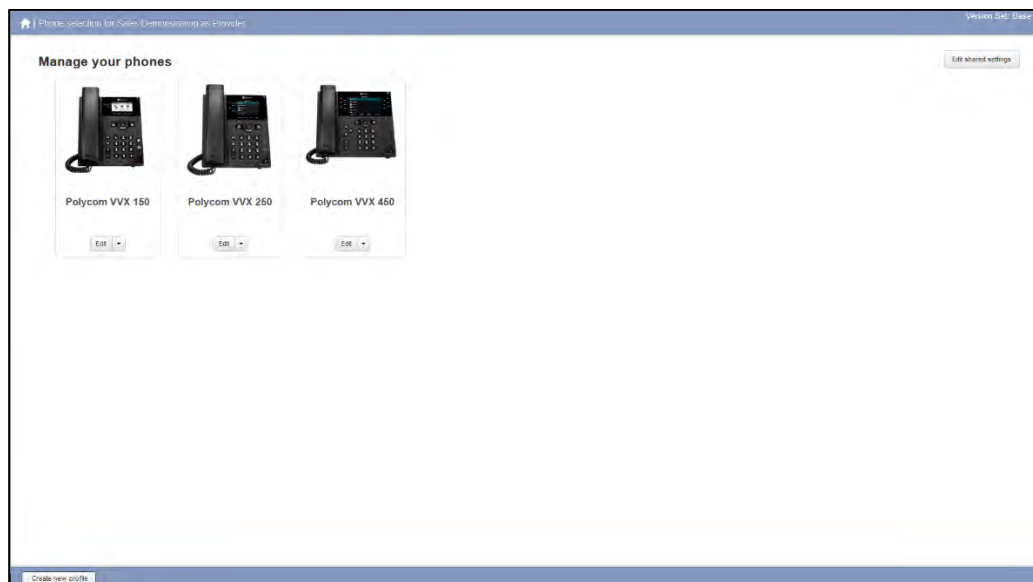 Phone selection for Sales Demonstration as Provider
Version Set: Base
Manage your phones
Edit shared settings
Polycom VVX 150
Polycom VVX 250
Polycom VVX 450
Edit
Edit
Edit
Create new profile